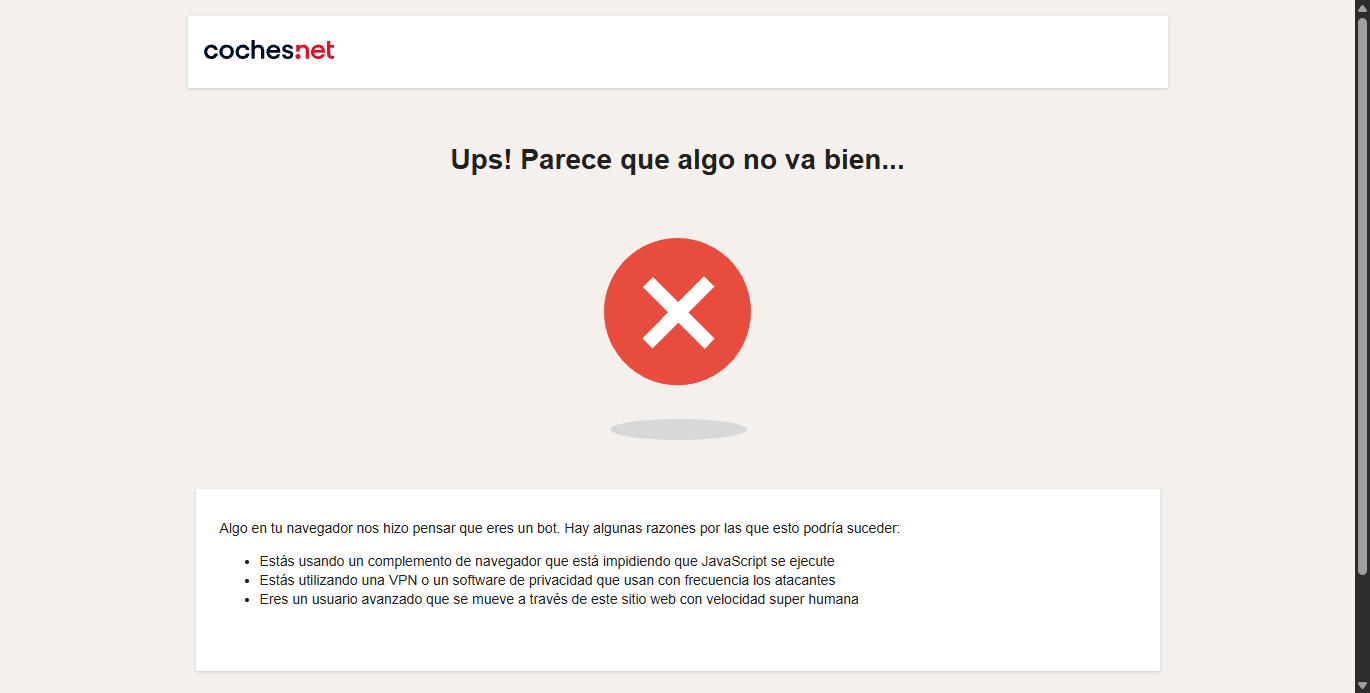 coches.net
Ups! Parece que algo no va bien...
Algo en tu navegador nos hizo pensar que eres un bot. Hay algunas razones por las que esto podría suceder:
Estás usando un complemento de navegador que está impidiendo que JavaScript se ejecute
Estás utilizando una VPN o un software de privacidad que usan con frecuencia los atacantes
Eres un usuario avanzado que se mueve a través de este sitio web con velocidad super humana